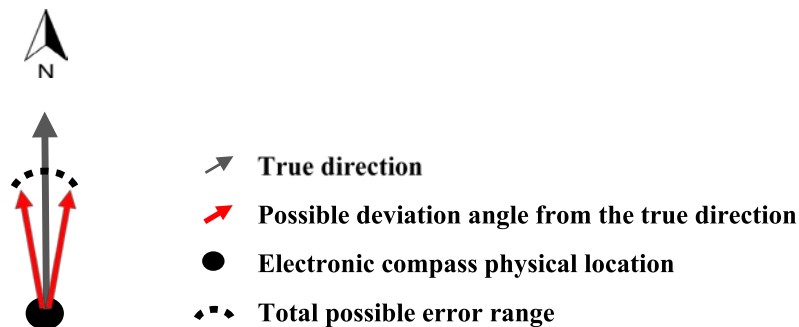 N
True direction
Possible deviation angle from the true direction
Electronic compass physical location
Total possible error range